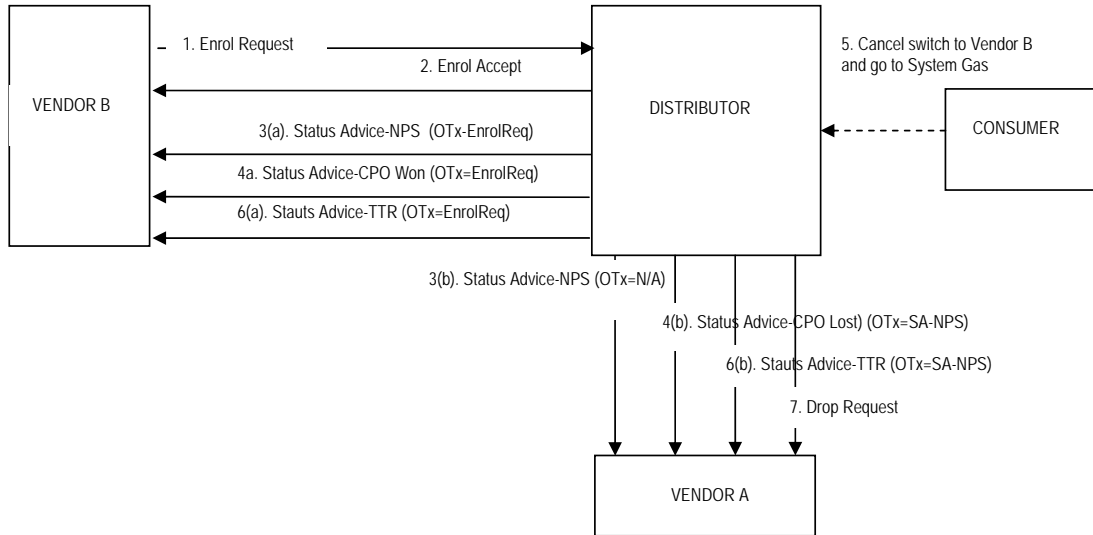 1. Enrol Request
5. Cancel switch to Vendor B
and go to System Gas
2. Enrol Accept
VENDOR B
DISTRIBUTOR
CONSUMER
3(a). Status Advice-NPS (OTx-EnrolReq)
4a. Status Advice-CPO Won (OTx=EnrolReq)
6(a). Stauts Advice-TTR (OTx=EnrolReq)
3(b). Status Advice-NPS (OTx=N/A)
4(b). Status Advice-CPO Lost) (OTx=SA-NPS)
6(b). Stauts Advice-TTR (OTx=SA-NPS)
7. Drop Request
VENDOR A